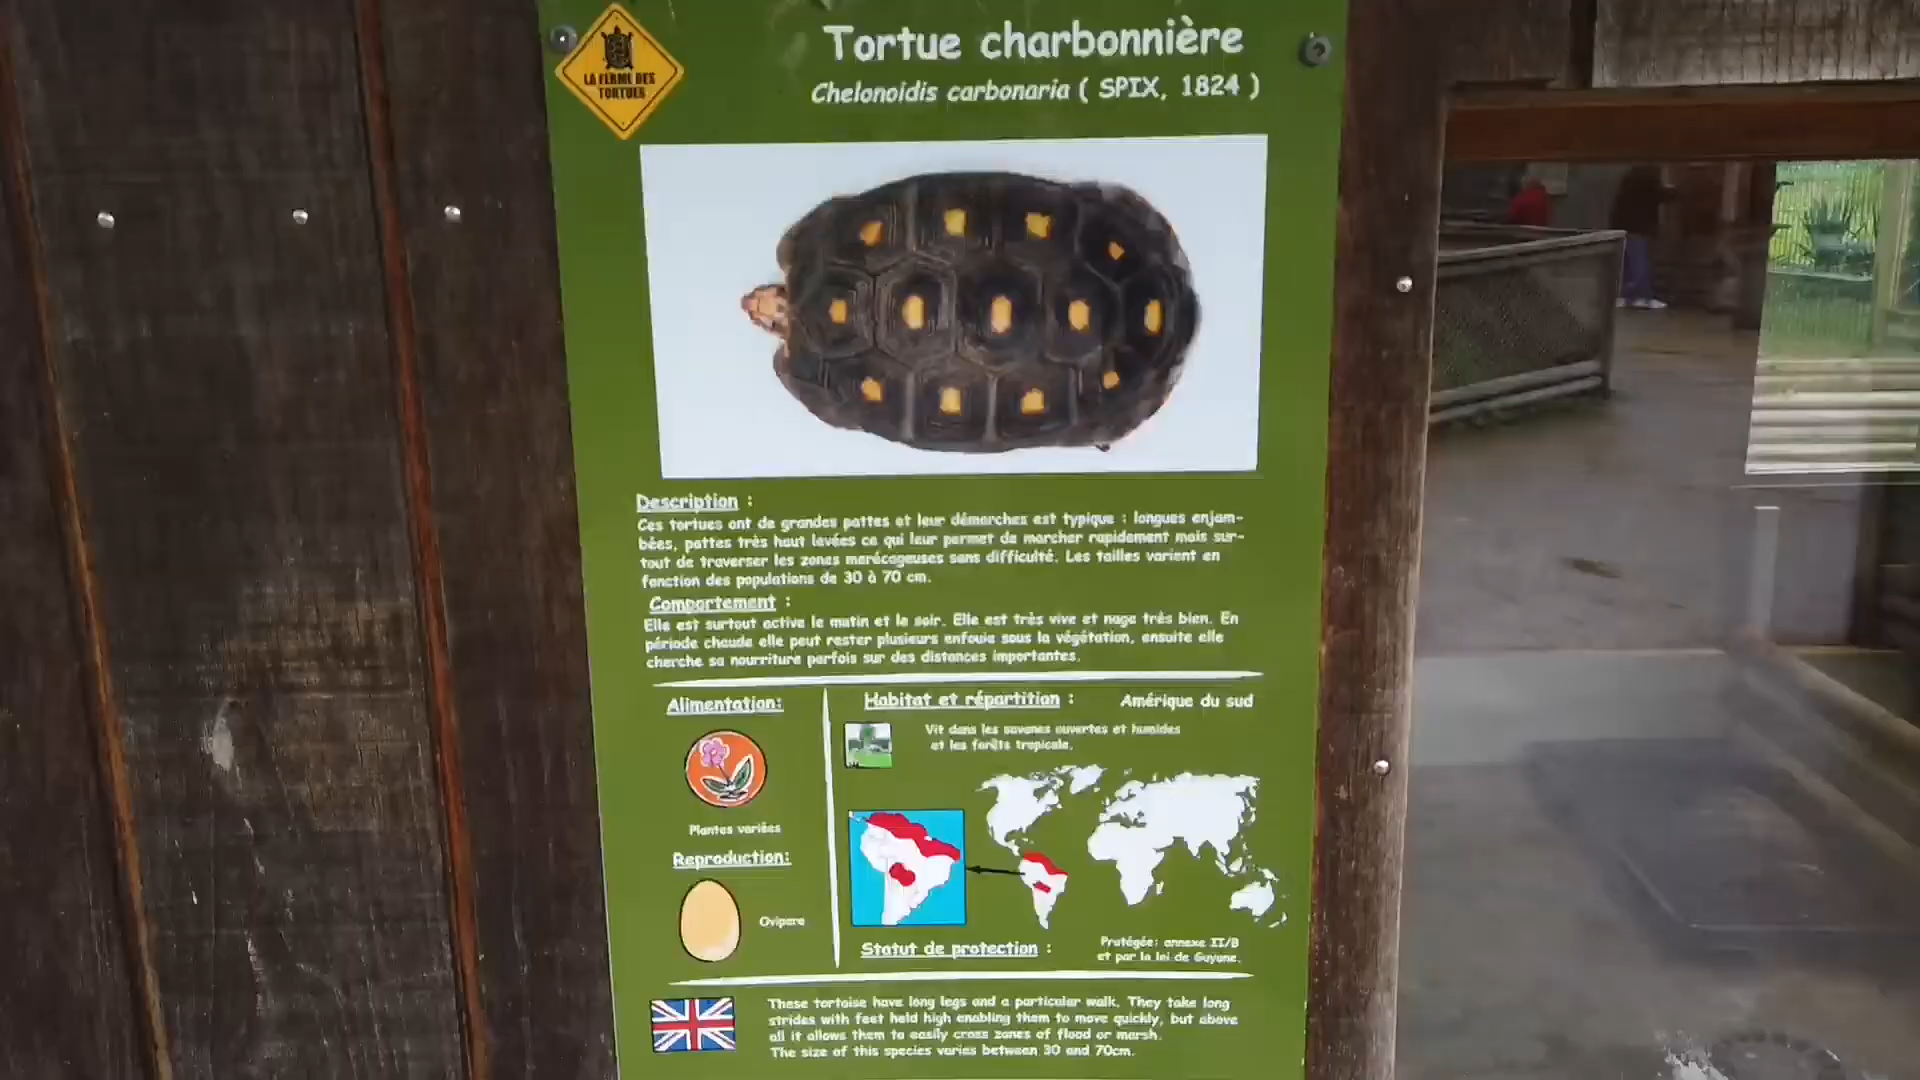 LA FERME DES
TORTUES
Tortue charbonnière
Chelonoidis carbonaria ( SPIX, 1824 )
Description :
Ces tortues ont de grandes pattes et leur démarches est typique : longues enjam-
bées, pattes très haut levées ce qui leur permet de marcher rapidement mais sur-
tout de traverser les zones marécageuses sans difficulté. Les tailles varient en
fonction des populations de 30 à 70 cm.
Comportement :
Elle est surtout active le matin et le soir. Elle est très vive et nage très bien. En
période chaude elle peut rester plusieurs enfouie sous la végétation, ensuite elle
cherche sa nourriture parfois sur des distances importantes.
Alimentation:
Plantes variées
Reproduction:
Ovipare
Habitat et répartition : Amérique du sud
Vit dans les savanes ouvertes et humides
et les forêts tropicale.
Statut de protection :
Protégée: annexe II/B
et par la loi de Guyane.
These tortoise have long legs and a particular walk. They take long
strides with feet held high enabling them to move quickly, but above
all it allows them to easily cross zones of flood or marsh.
The size of this species varies between 30 and 70cm.